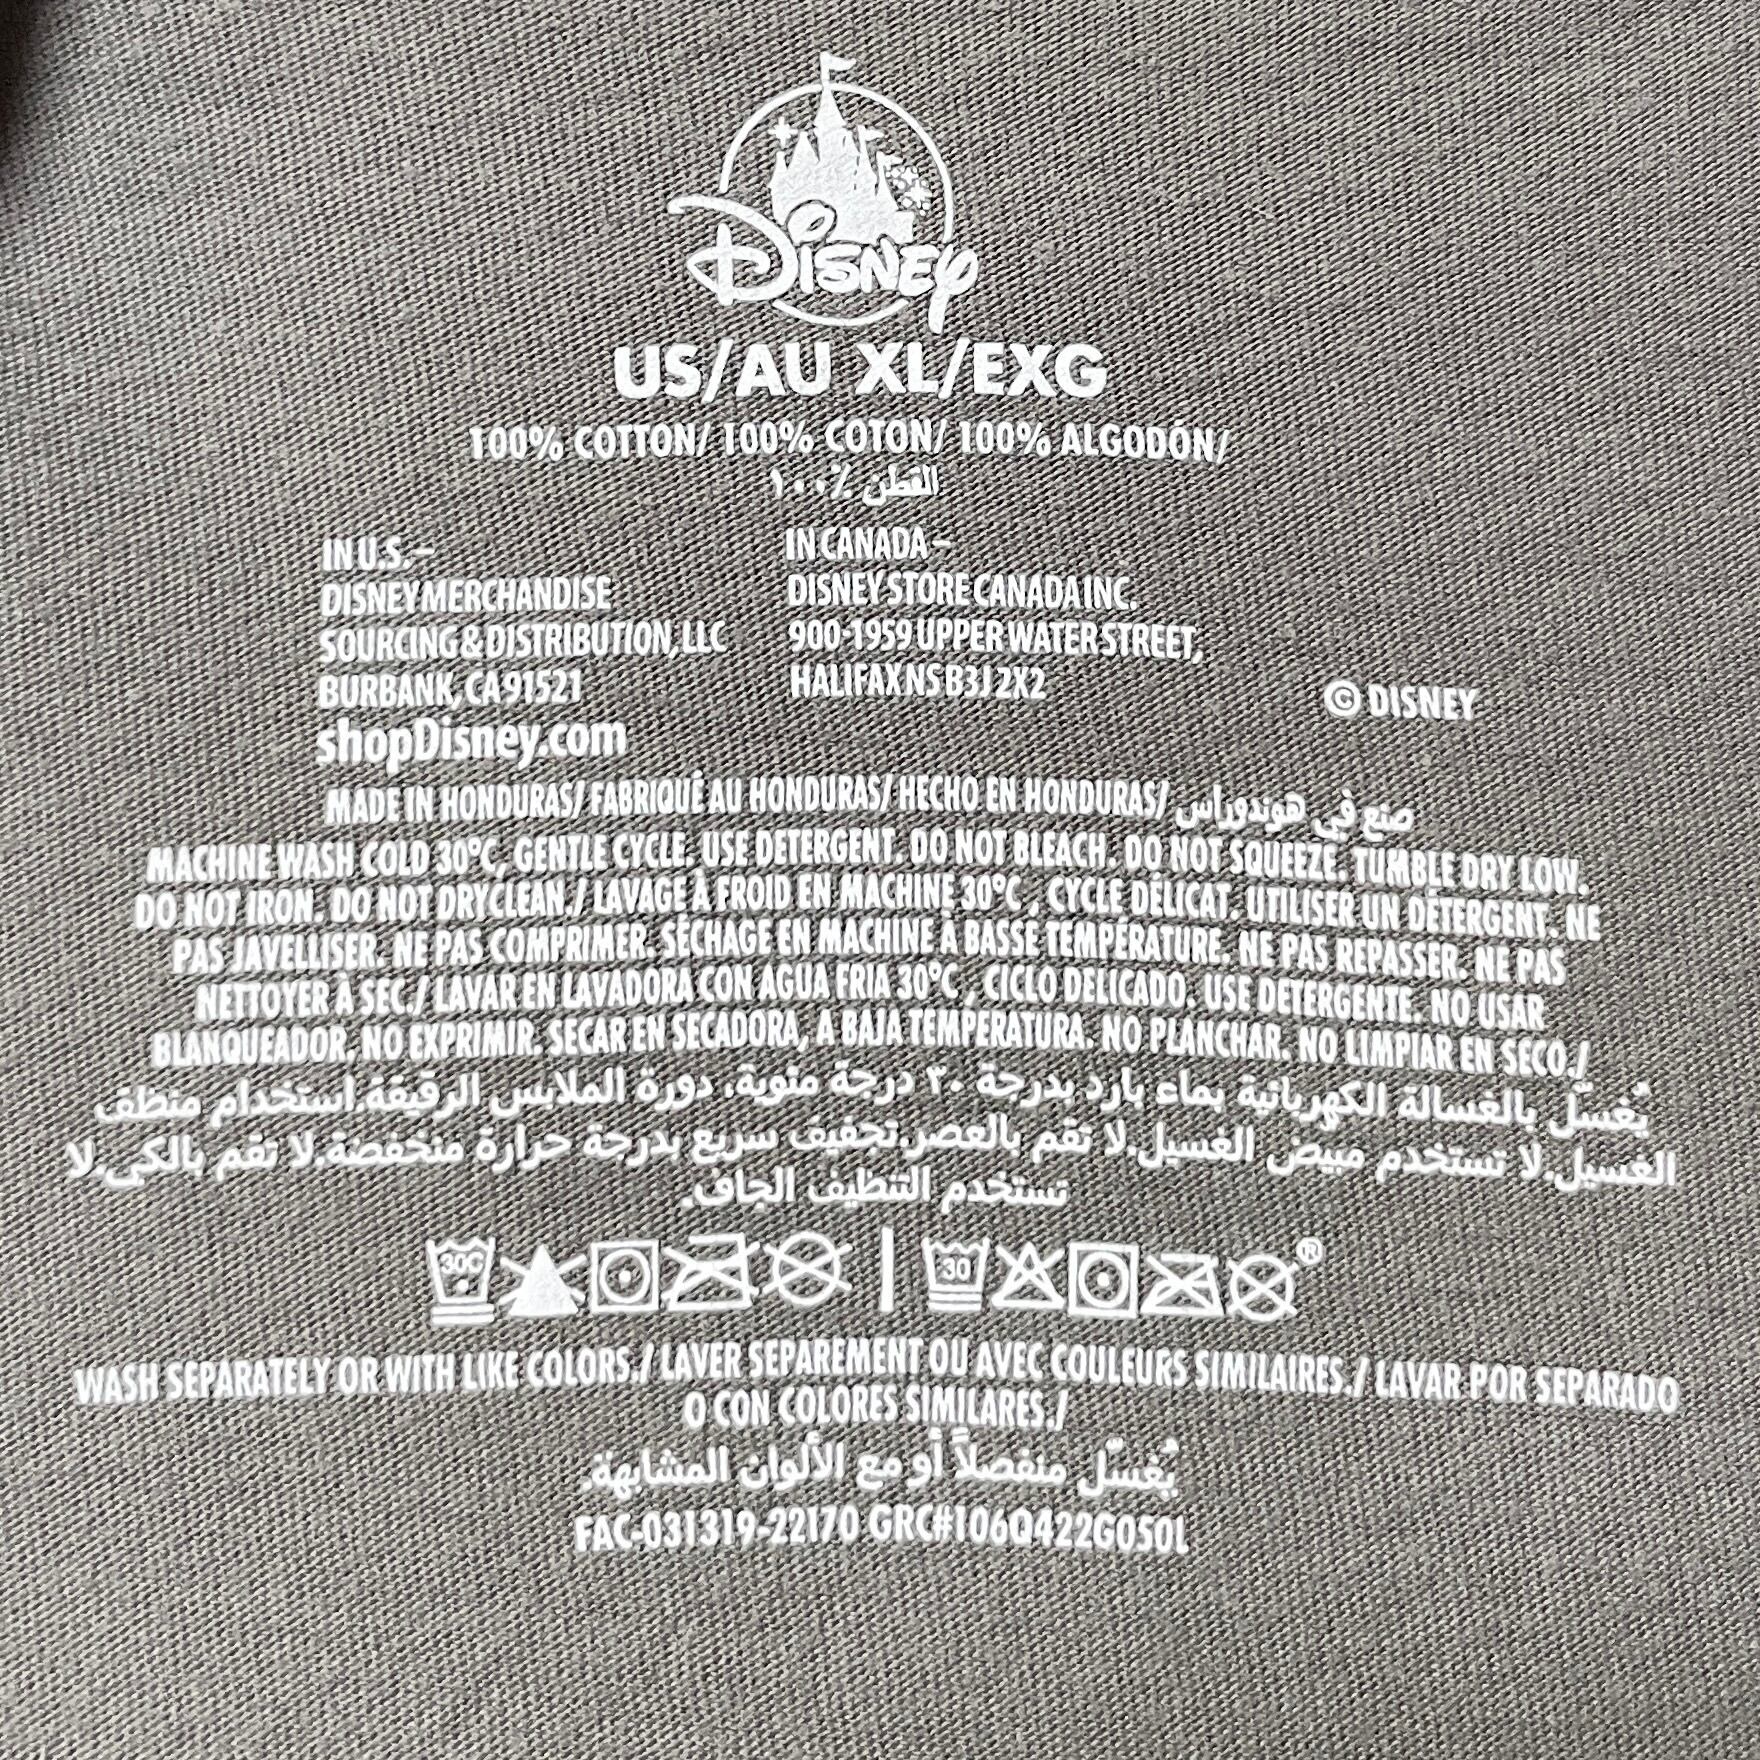 DISNEY
US/AU XL/EXG
100% COTTON/ 100% COTON/ 100% ALGODÓN/
القطن ٪١٠٠
IN U.S. –
DISNEY MERCHANDISE
SOURCING & DISTRIBUTION, LLC
BURBANK, CA 91521
shopDisney.com
IN CANADA –
DISNEY STORE CANADA INC.
900-1959 UPPER WATER STREET,
HALIFAX NS B3J 2X2
© DISNEY
MADE IN HONDURAS/ FABRIQUÉ AU HONDURAS/ HECHO EN HONDURAS/ صنع في هوندوراس
MACHINE WASH COLD 30°C, GENTLE CYCLE. USE DETERGENT. DO NOT BLEACH. DO NOT SQUEEZE. TUMBLE DRY LOW.
DO NOT IRON. DO NOT DRYCLEAN./ LAVAGE À FROID EN MACHINE 30°C , CYCLE DÉLICAT. UTILISER UN DÉTERGENT. NE
PAS JAVELLISER. NE PAS COMPRIMER. SÉCHAGE EN MACHINE À BASSE TEMPÉRATURE. NE PAS REPASSER. NE PAS
NETTOYER À SEC./ LAVAR EN LAVADORA CON AGUA FRIA 30°C , CICLO DELICADO. USE DETERGENTE. NO USAR
BLANQUEADOR. NO EXPRIMIR. SECAR EN SECADORA, A BAJA TEMPERATURA. NO PLANCHAR. NO LIMPIAR EN SECO./
يُغسلّ بالغسالة الكهربائية بماء بارد بدرجة ٣٠ درجة مئوية، دورة الملابس الرقيقة.استخدام منظف
الغسيل.لا تستخدم مبيض الغسيل.لا تقم بالعصر.تجفيف سريع بدرجة حرارة منخفضة.لا تقم بالكي.لا
تستخدم التنظيف الجاف.
30C 30 ®
WASH SEPARATELY OR WITH LIKE COLORS./ LAVER SEPAREMENT OU AVEC COULEURS SIMILAIRES./ LAVAR POR SEPARADO
O CON COLORES SIMILARES./
يُغسّل منفصلاً أو مع الألوان المشابهة.
FAC-031319-22170 GRC#106Q422G050L